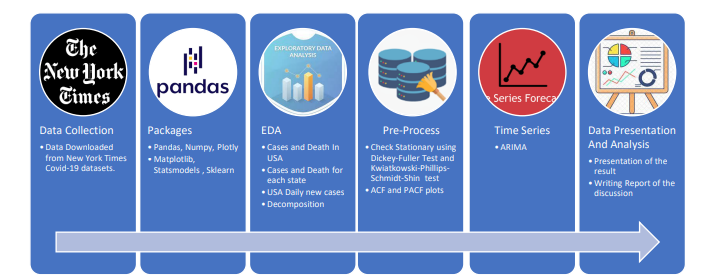 The
New York
Times
Data Collection
• Data Downloaded
from New York Times
Covid-19 datasets.
pandas
Packages
• Pandas, Numpy, Plotly
• Matplotlib,
Statsmodels , Sklearn
EXPLORATORY DATA
ANALYSIS
EDA
• Cases and Death In
USA
• Cases and Death for
each state
• USA Daily new cases
• Decomposition
Pre-Process
• Check Stationary using
Dickey-Fuller Test and
Kwiatkowski-Phillips-
Schmidt-Shin test
• ACF and PACF plots
Series Foreca
Time Series
• ARIMA
Data Presentation
And Analysis
• Presentation of the
result
• Writing Report of the
discussion